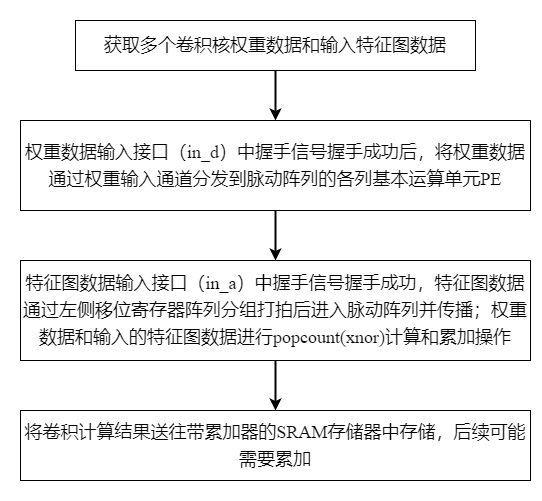 获取多个卷积核权重数据和输入特征图数据
权重数据输入接口（in_d）中握手信号握手成功后，将权重数据
通过权重输入通道分发到脉动阵列的各列基本运算单元PE
特征图数据输入接口（in_a）中握手信号握手成功，特征图数据
通过左侧移位寄存器阵列分组打拍后进入脉动阵列并传播；权重
数据和输入的特征图数据进行popcount(xnor)计算和累加操作
将卷积计算结果送往带累加器的SRAM存储器中存储，后续可能
需要累加